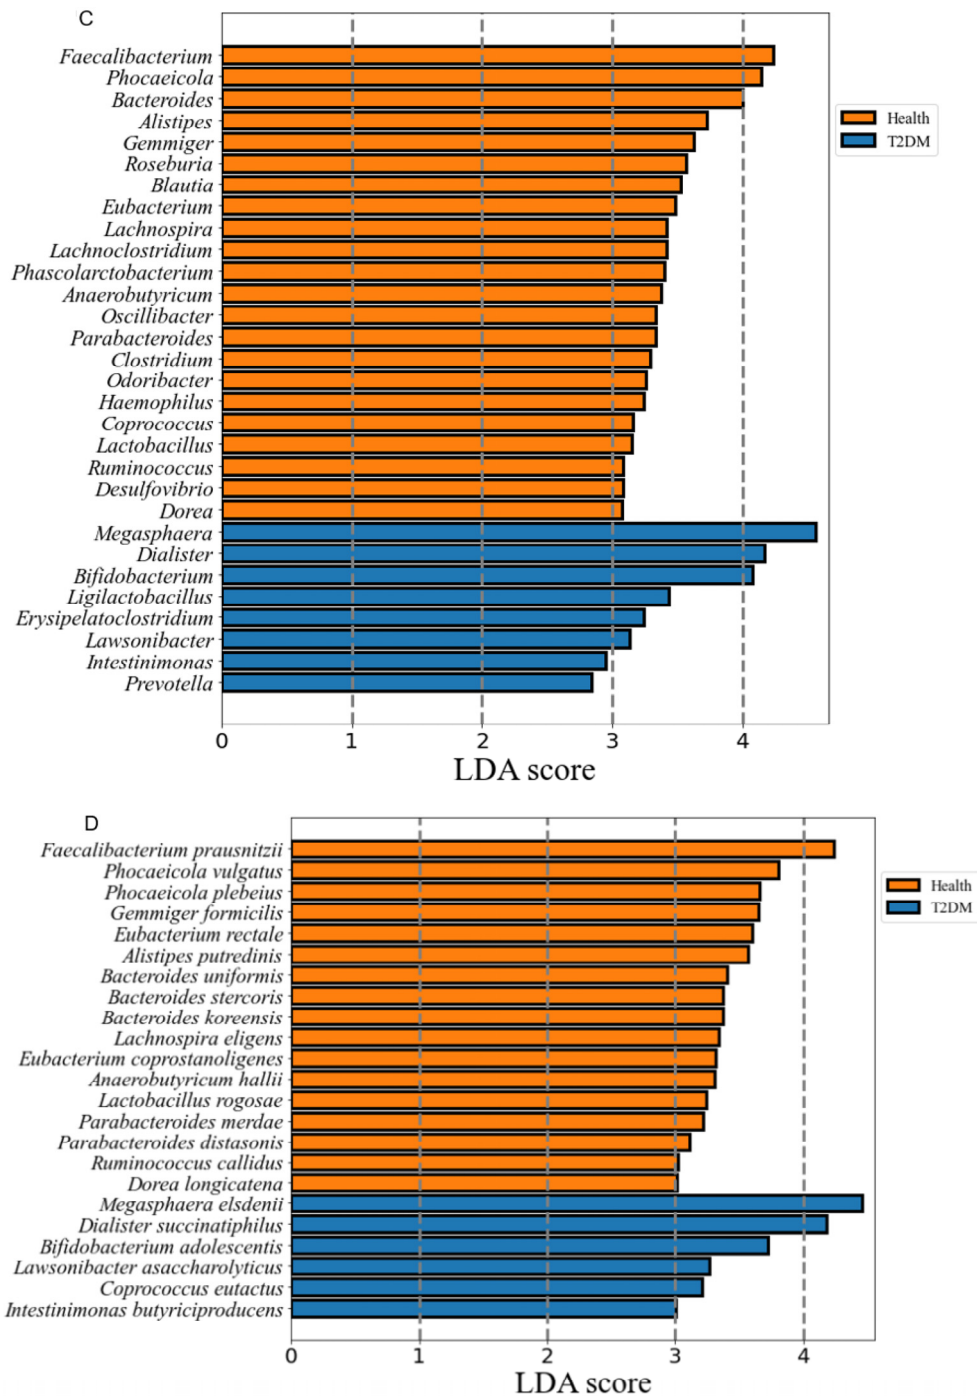 C
Faecalibacterium
Phocaeicola
Bacteroides
Alistipes
Gemmiger
Roseburia
Blautia
Eubacterium
Lachnospira
Lachnoclostridium
Phascolarctobacterium
Anaerobutyricum
Oscillibacter
Parabacteroides
Clostridium
Odoribacter
Haemophilus
Coprococcus
Lactobacillus
Ruminococcus
Desulfovibrio
Dorea
Megasphaera
Dialister
Bifidobacterium
Ligilactobacillus
Erysipelatoclostridium
Lawsonibacter
Intestinimonas
Prevotella
Health
T2DM
0 1 2 3 4
LDA score
D
Faecalibacterium prausnitzii
Phocaeicola vulgatus
Phocaeicola plebeius
Gemmiger formicilis
Eubacterium rectale
Alistipes putredinis
Bacteroides uniformis
Bacteroides stercoris
Bacteroides koreensis
Lachnospira eligens
Eubacterium coprostanoligenes
Anaerobutyricum hallii
Lactobacillus rogosae
Parabacteroides merdae
Parabacteroides distasonis
Ruminococcus callidus
Dorea longicatena
Megasphaera elsdenii
Dialister succinatiphilus
Bifidobacterium adolescentis
Lawsonibacter asaccharolyticus
Coprococcus eutactus
Intestinimonas butyriciproducens
Health
T2DM
0 1 2 3 4
LDA score